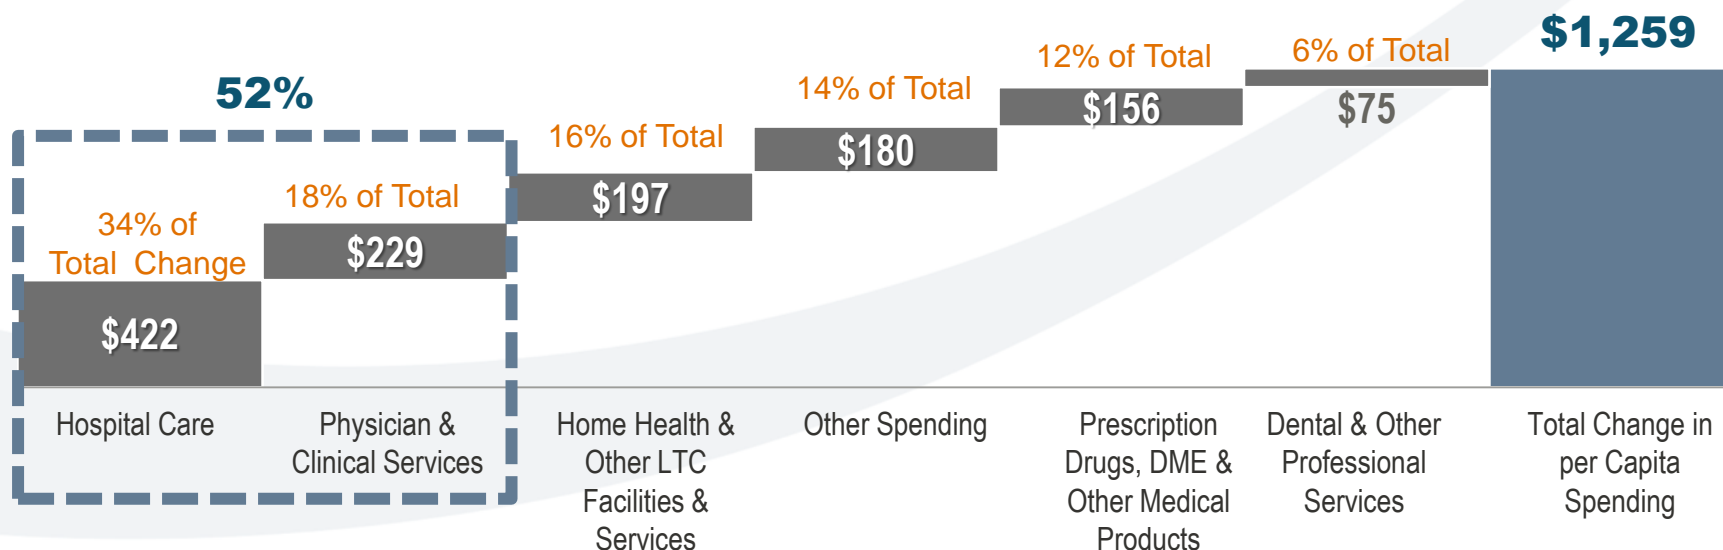 $1,259
52%
34% of
Total Change
$422
18% of Total
$229
16% of Total
$197
14% of Total
$180
12% of Total
$156
6% of Total
$75
Hospital Care
Physician &
Clinical Services
Home Health &
Other LTC
Facilities &
Services
Other Spending
Prescription
Drugs, DME &
Other Medical
Products
Dental & Other
Professional
Services
Total Change in
per Capita
Spending